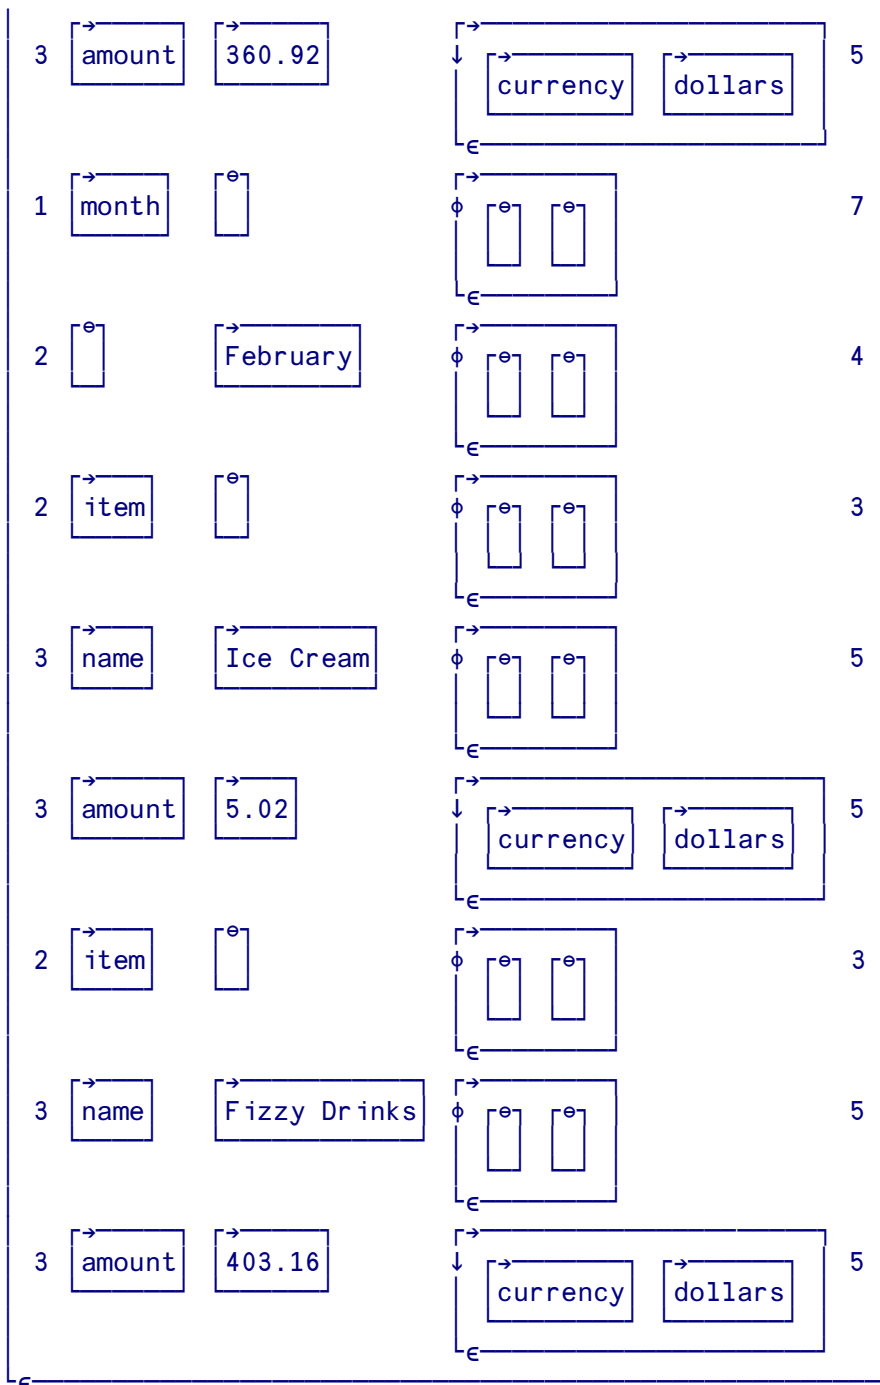 3 amount 360.92 currency dollars 5
1 month 7
2 February 4
2 item 3
3 name Ice Cream 5
3 amount 5.02 currency dollars 5
2 item 3
3 name Fizzy Drinks 5
3 amount 403.16 currency dollars 5